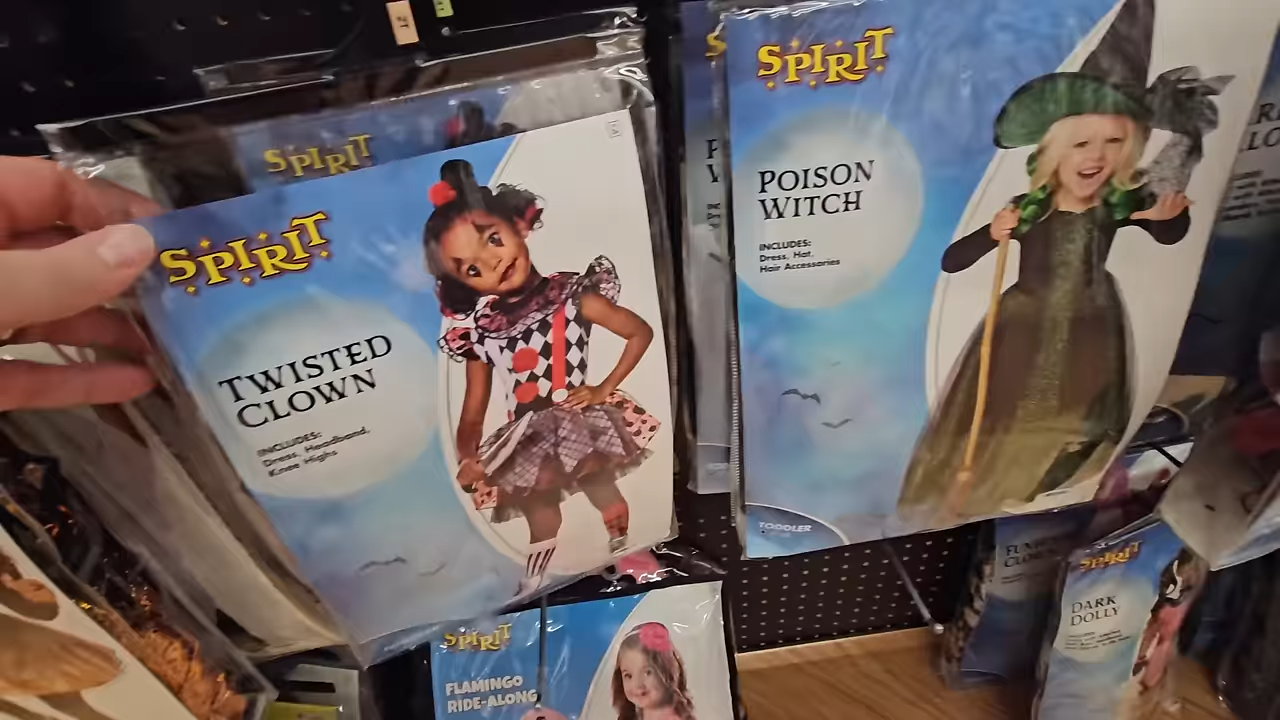 2T
SPIRIT
SPIRIT
TWISTED
CLOWN
INCLUDES:
Dress, Headband,
Knee Highs
SPIRIT
POISON
WITCH
INCLUDES:
Dress, Hat,
Hair Accessories
TODDLER
SPIRIT
FLAMINGO
RIDE-ALONG
SPIRIT
DARK
DOLLY